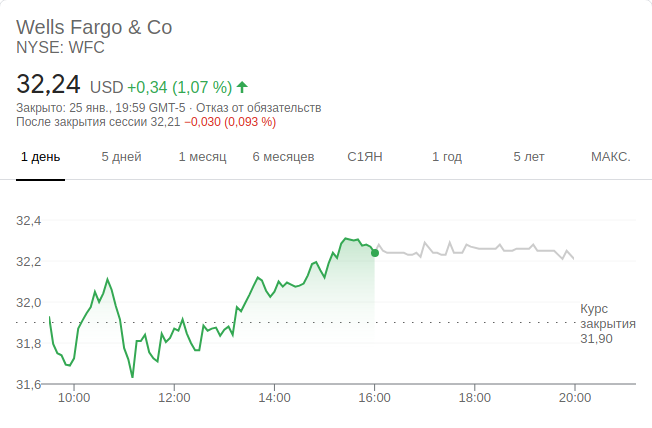 Wells Fargo & Co
NYSE: WFC
32,24 USD +0,34 (1,07 %)
Закрыто: 25 янв., 19:59 GMT-5 · Отказ от обязательств
После закрытия сессии 32,21 −0,030 (0,093 %)
1 день 5 дней 1 месяц 6 месяцев С1ЯН 1 год 5 лет МАКС.
32,4
32,2
32,0
31,8
31,6
Курс
закрытия
31,90
10:00 12:00 14:00 16:00 18:00 20:00